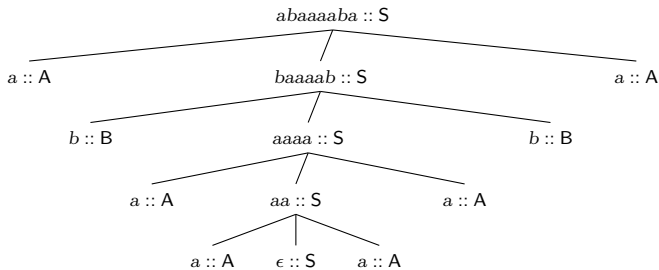 abaaaaba :: S
a :: A baaaab :: S a :: A
b :: B aaaa :: S b :: B
a :: A aa :: S a :: A
a :: A ϵ :: S a :: A